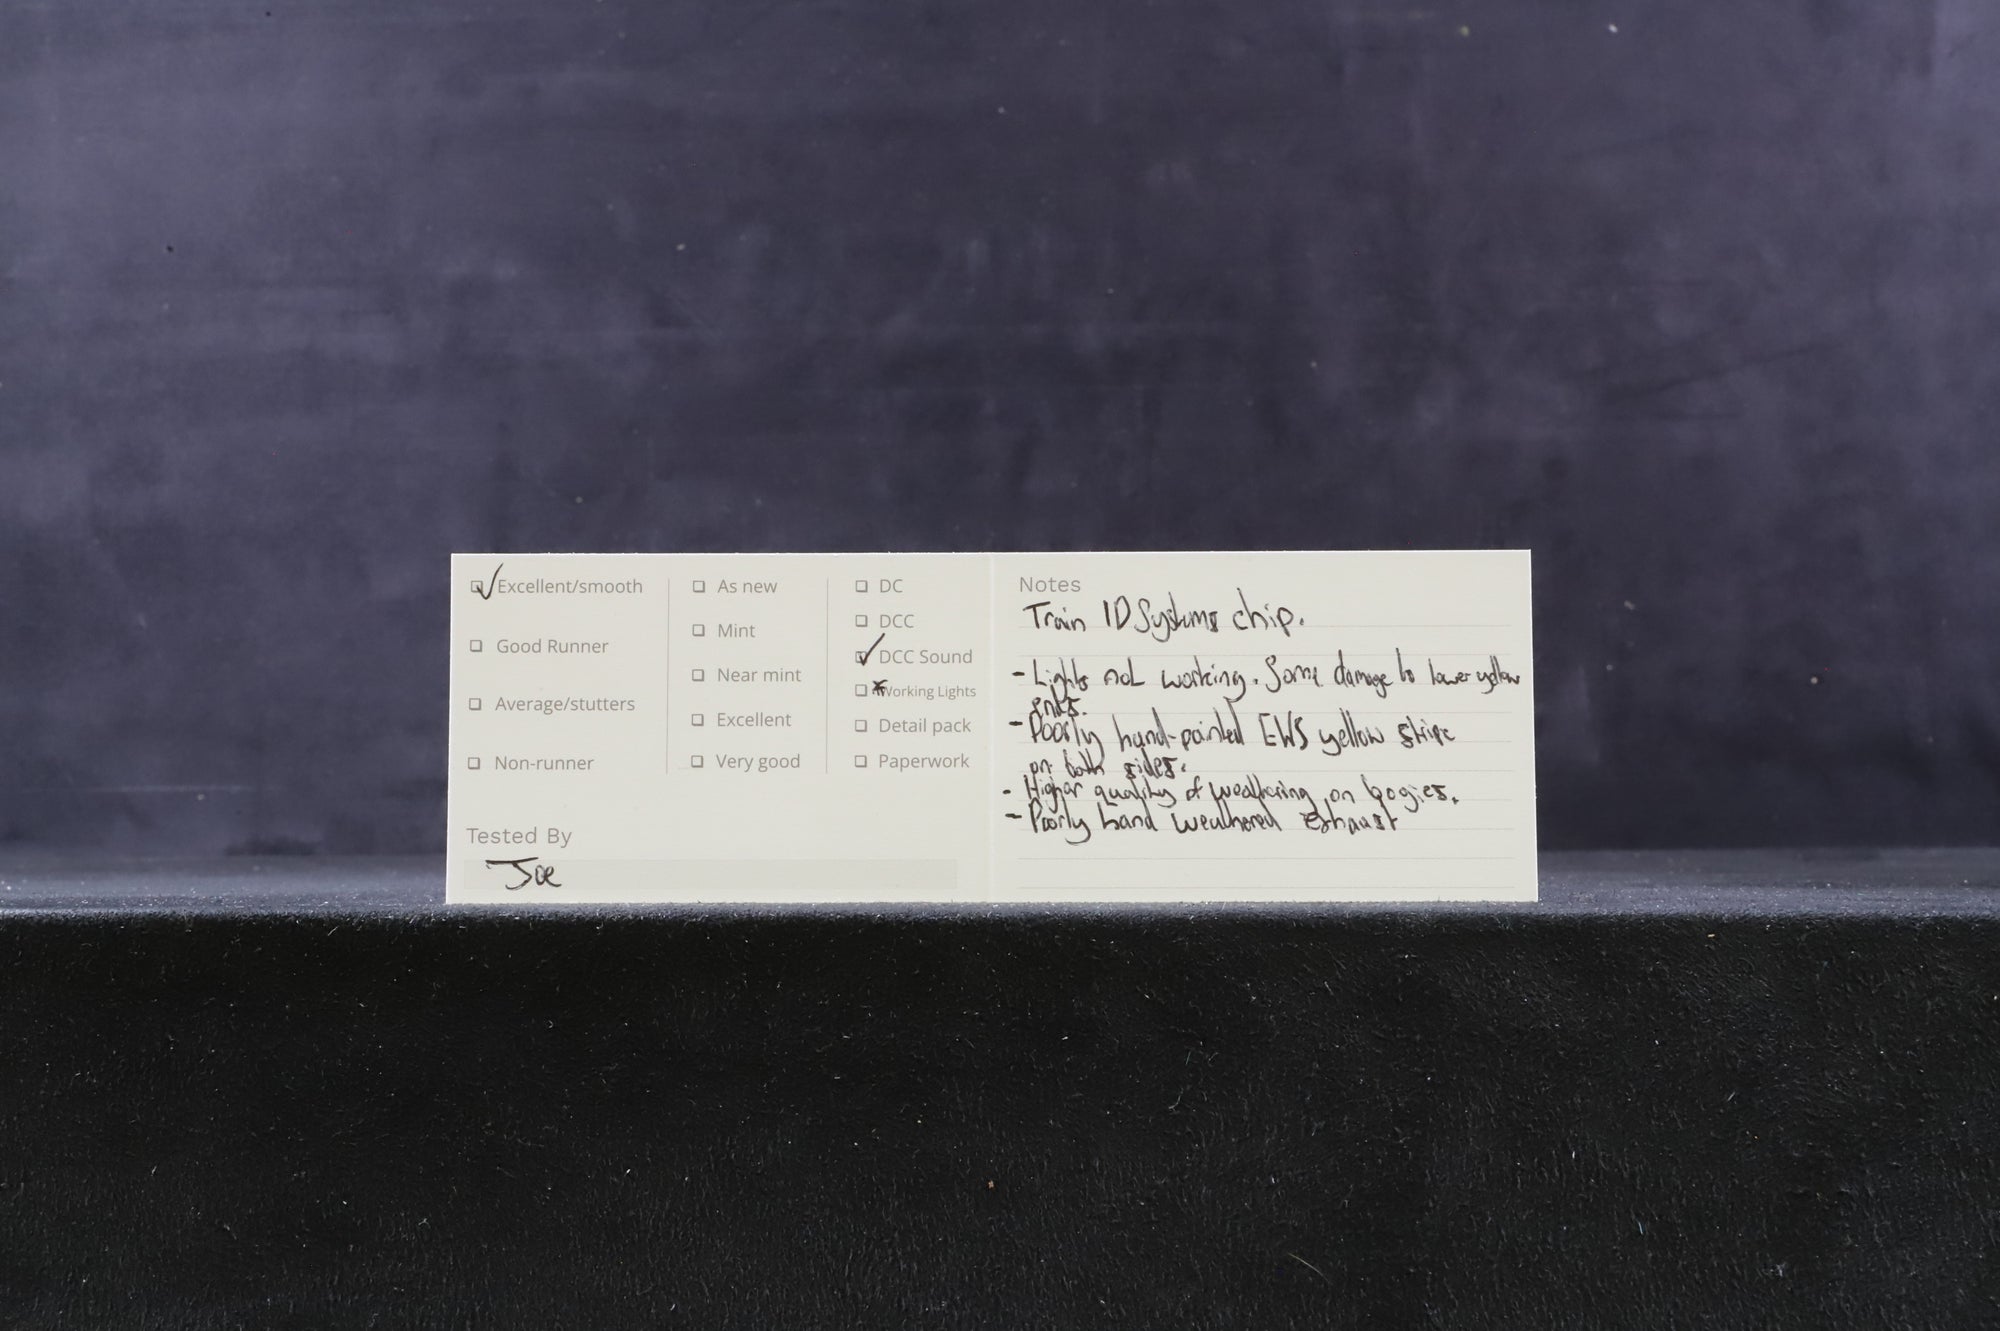 Excellent/smooth
Good Runner
Average/stutters
Non-runner
As new
Mint
Near mint
Excellent
Very good
DC
DCC
DCC Sound
Working Lights
Detail pack
Paperwork
Tested By
Joe
Notes
Train ID Systems chip.
- Lights not working. Some damage to lower yellow
ends.
- Poorly hand-painted EWS yellow stripe
on both sides.
- Higher quality of weathering on bogies.
- Poorly hand weathered exhaust